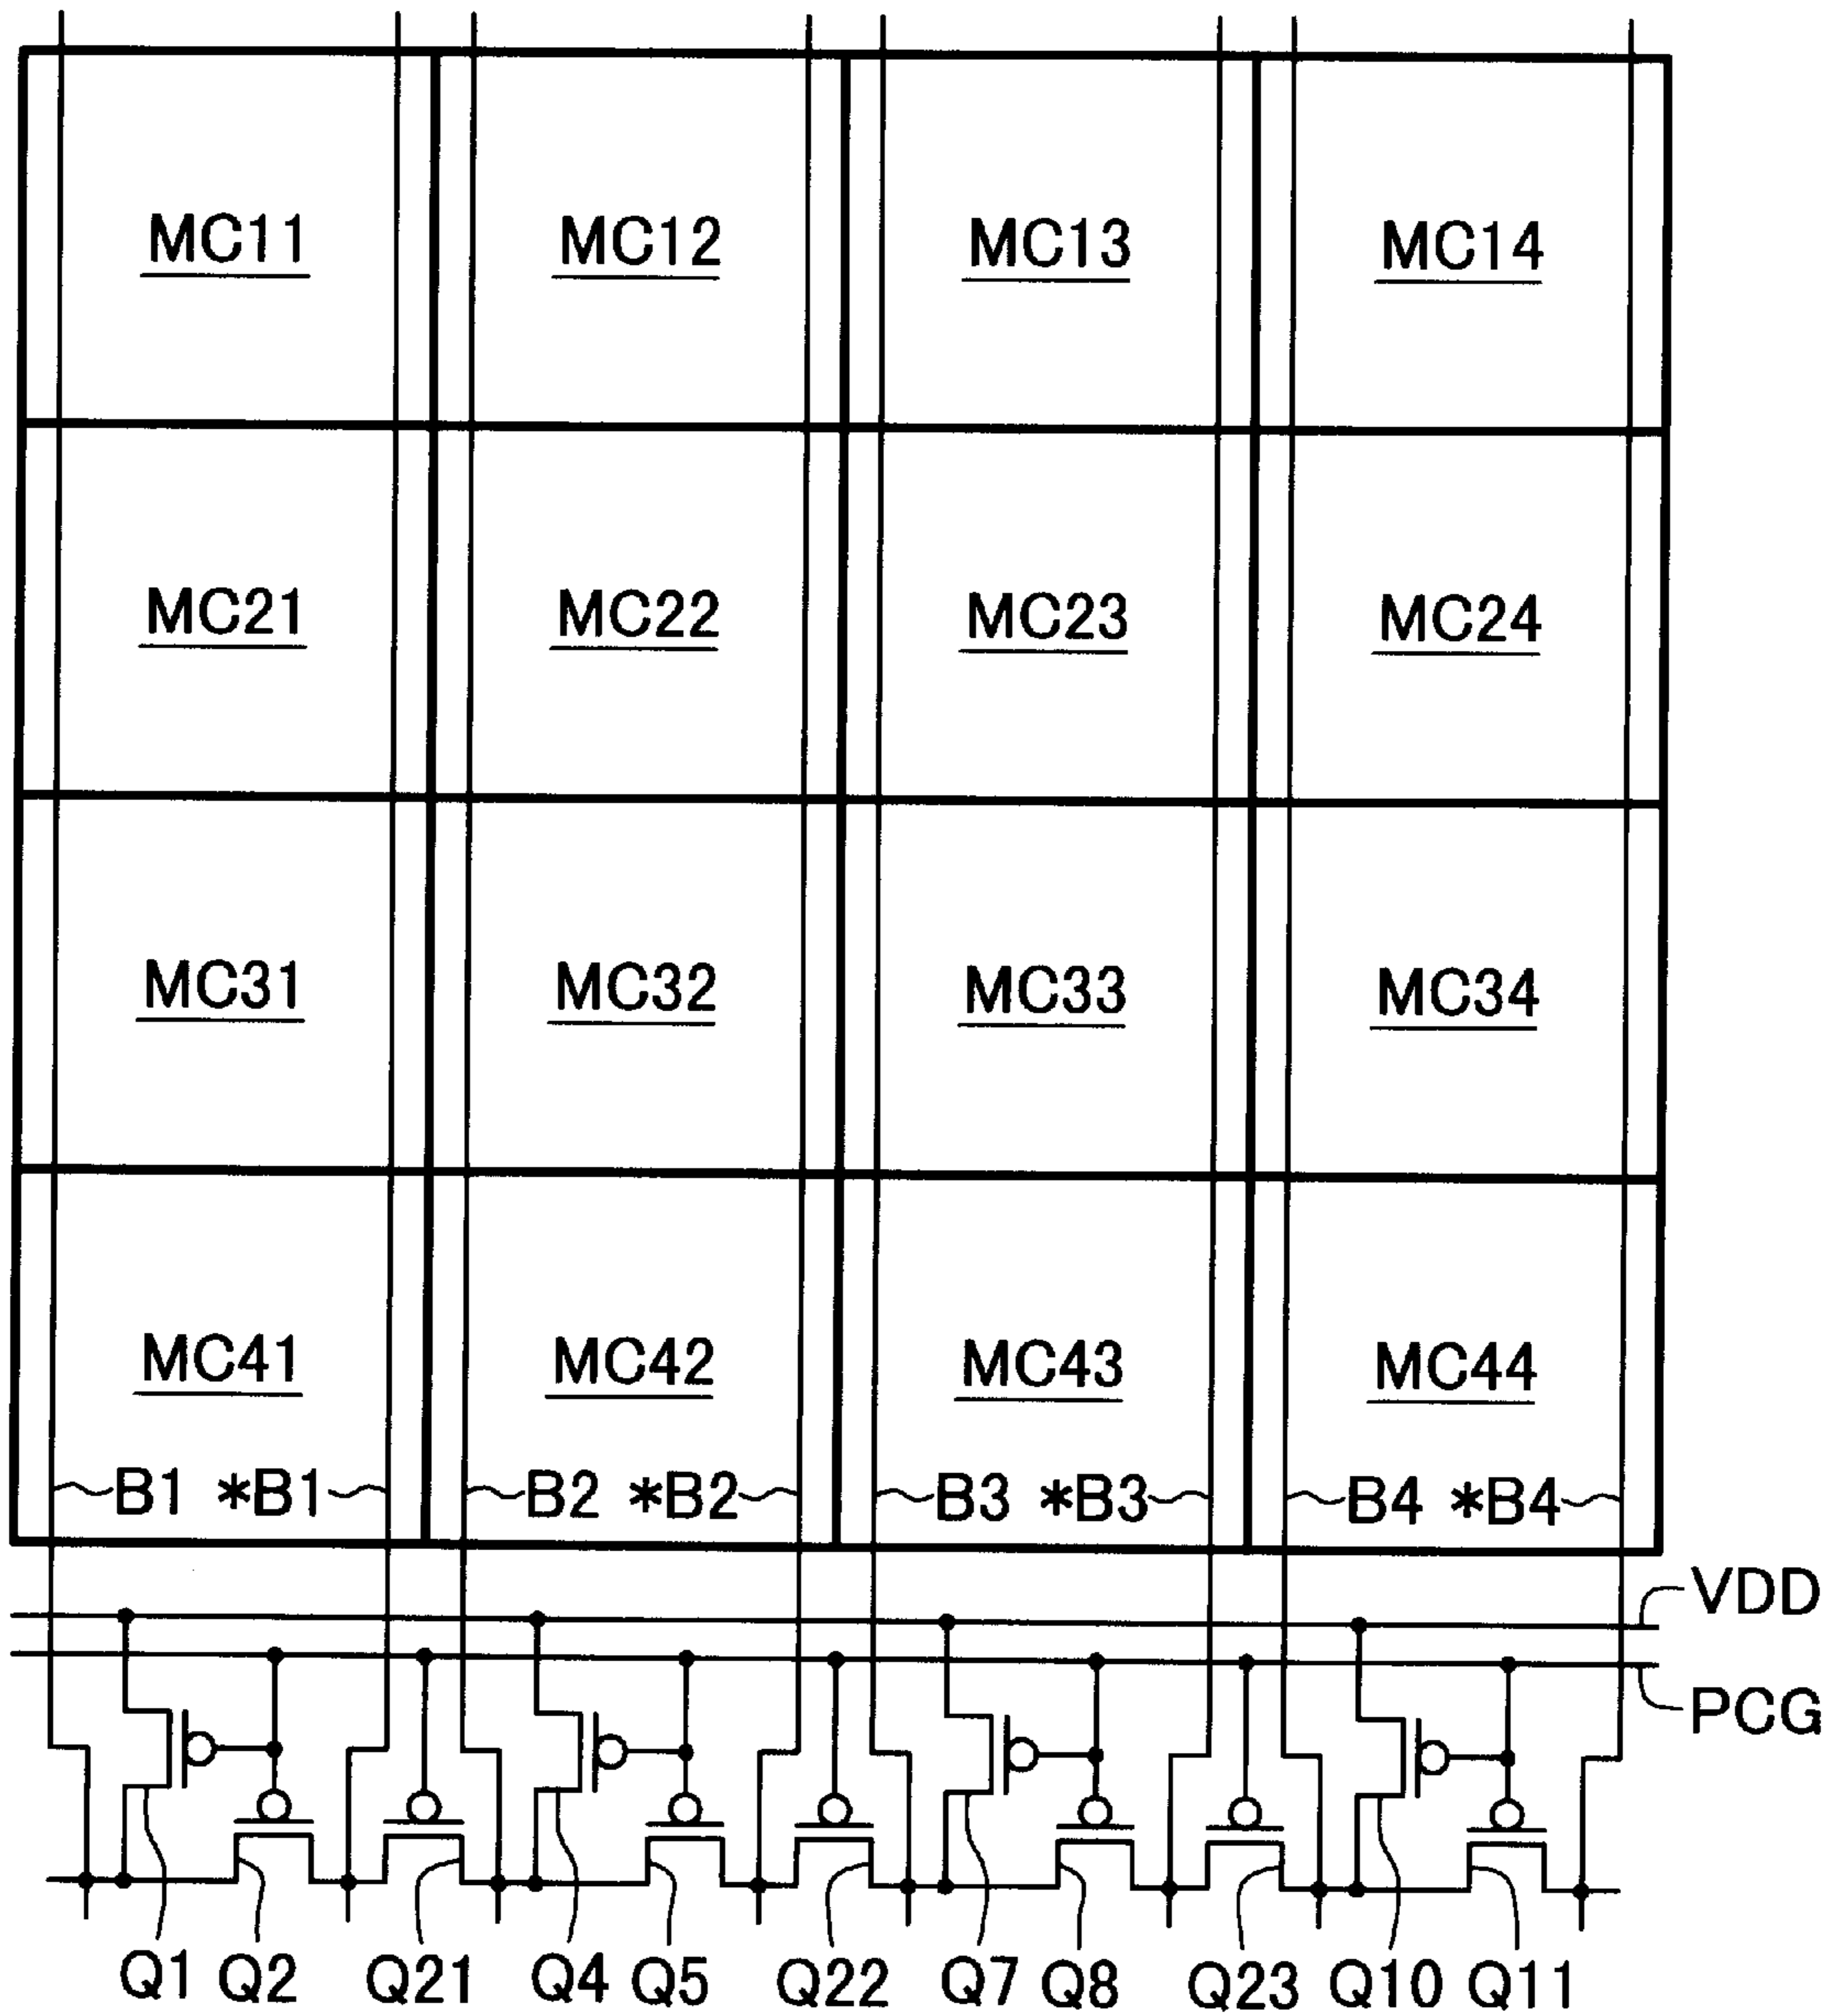 MC11 MC12 MC13 MC14
MC21 MC22 MC23 MC24
MC31 MC32 MC33 MC34
MC41 MC42 MC43 MC44
B1 *B1 B2 *B2 B3 *B3 B4 *B4
VDD
PCG
Q1 Q2 Q21 Q4 Q5 Q22 Q7 Q8 Q23 Q10 Q11